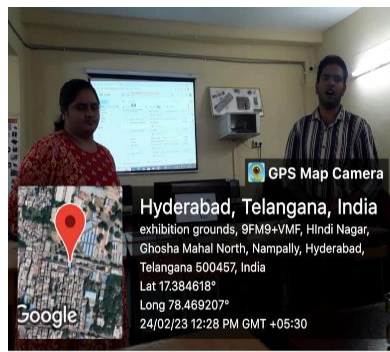 GPS Map Camera
Hyderabad, Telangana, India
exhibition grounds, 9FM9+VMF, HIndi Nagar,
Ghosha Mahal North, Nampally, Hyderabad,
Telangana 500457, India
Lat 17.384618°
Long 78.469207°
24/02/23 12:28 PM GMT +05:30
Google